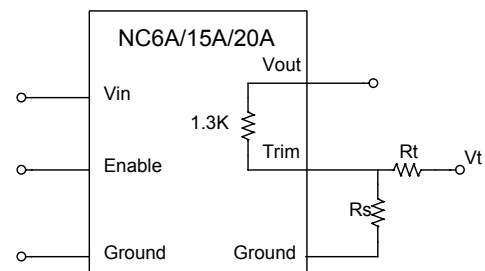 NC6A/15A/20A
Vout
Vin
1.3K
Trim
Rt
Vt
Enable
Rs
Ground
Ground